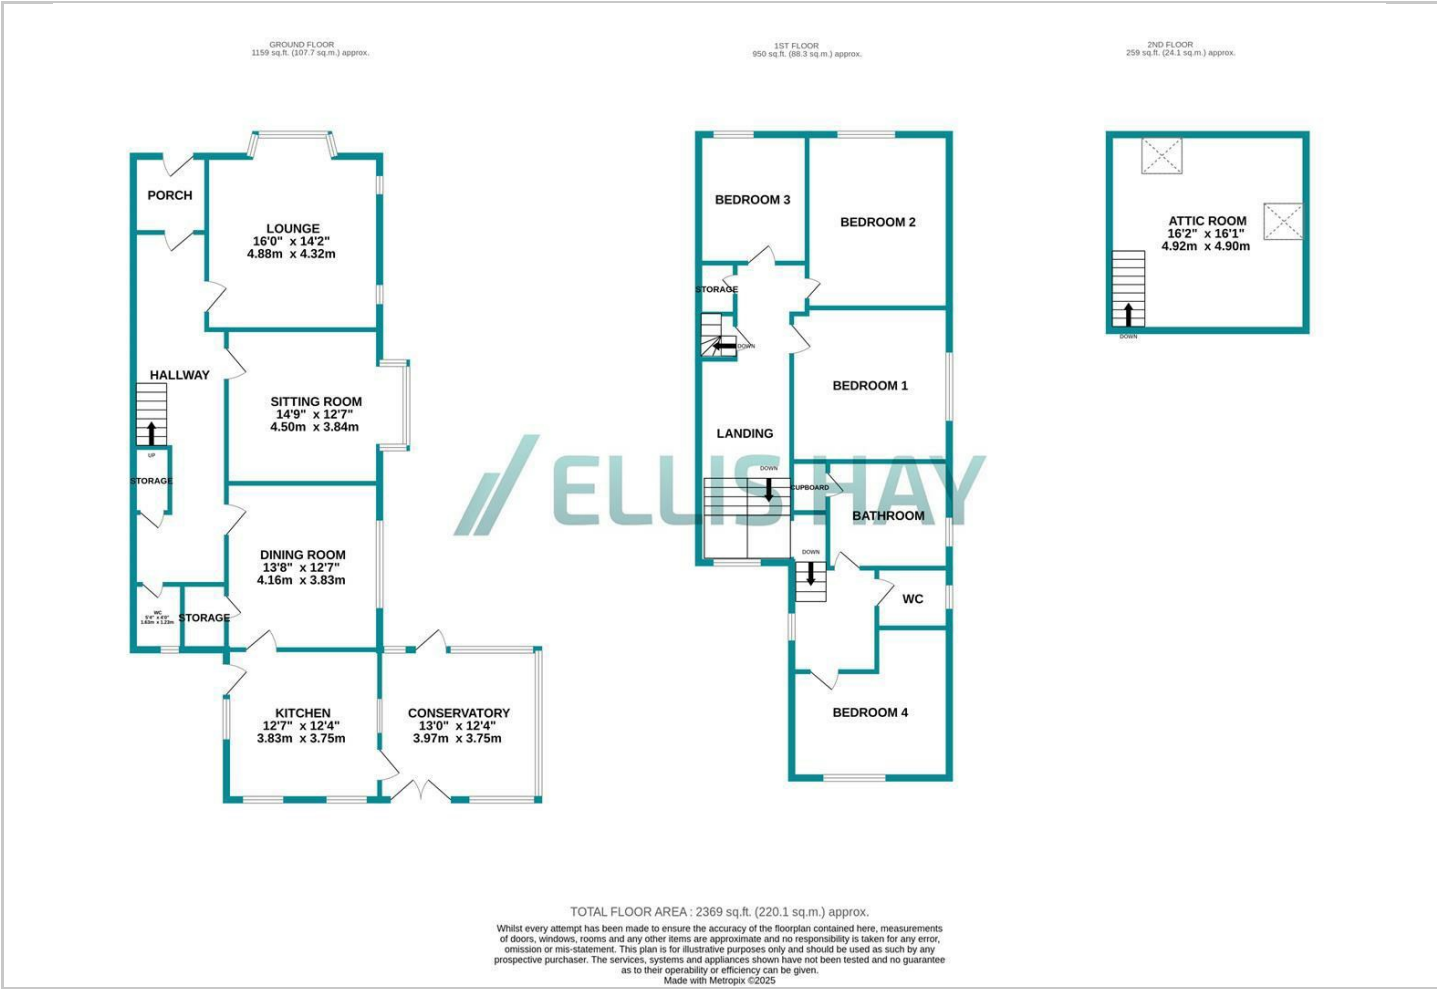 GROUND FLOOR
1159 sq.ft. (107.7 sq.m.) approx.
PORCH
LOUNGE
16'0" x 14'2"
4.88m x 4.32m
HALLWAY
SITTING ROOM
14'9" x 12'7"
4.50m x 3.84m
UP
STORAGE
DINING ROOM
13'8" x 12'7"
4.16m x 3.83m
WC
5'4" x 4'0"
1.63m x 1.23m
STORAGE
KITCHEN
12'7" x 12'4"
3.83m x 3.75m
CONSERVATORY
13'0" x 12'4"
3.97m x 3.75m
1ST FLOOR
950 sq.ft. (88.3 sq.m.) approx.
BEDROOM 3
BEDROOM 2
STORAGE
DOWN
BEDROOM 1
LANDING
DOWN
CUPBOARD
BATHROOM
DOWN
WC
BEDROOM 4
2ND FLOOR
259 sq.ft. (24.1 sq.m.) approx.
ATTIC ROOM
16'2" x 16'1"
4.92m x 4.90m
DOWN
ELLIS HAY
TOTAL FLOOR AREA : 2369 sq.ft. (220.1 sq.m.) approx.
Whilst every attempt has been made to ensure the accuracy of the floorplan contained here, measurements
of doors, windows, rooms and any other items are approximate and no responsibility is taken for any error,
omission or mis-statement. This plan is for illustrative purposes only and should be used as such by any
prospective purchaser. The services, systems and appliances shown have not been tested and no guarantee
as to their operability or efficiency can be given.
Made with Metropix ©2025